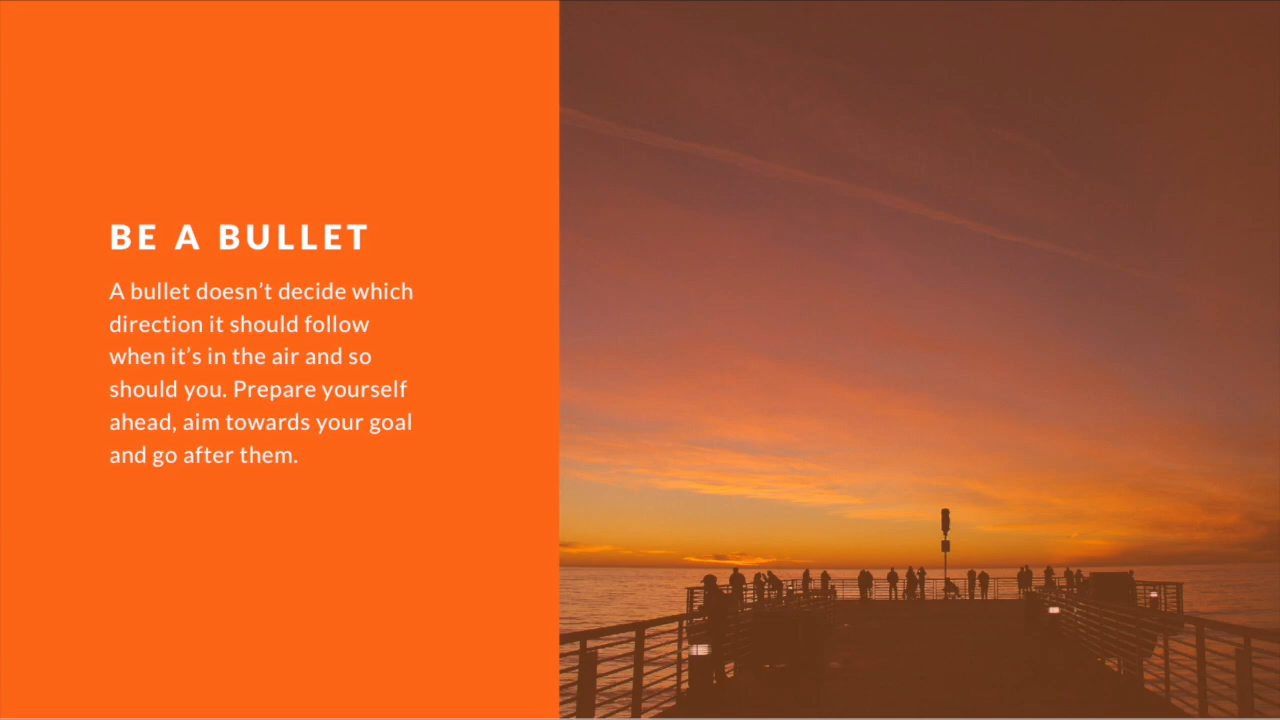 BE A BULLET
A bullet doesn’t decide which
direction it should follow
when it’s in the air and so
should you. Prepare yourself
ahead, aim towards your goal
and go after them.